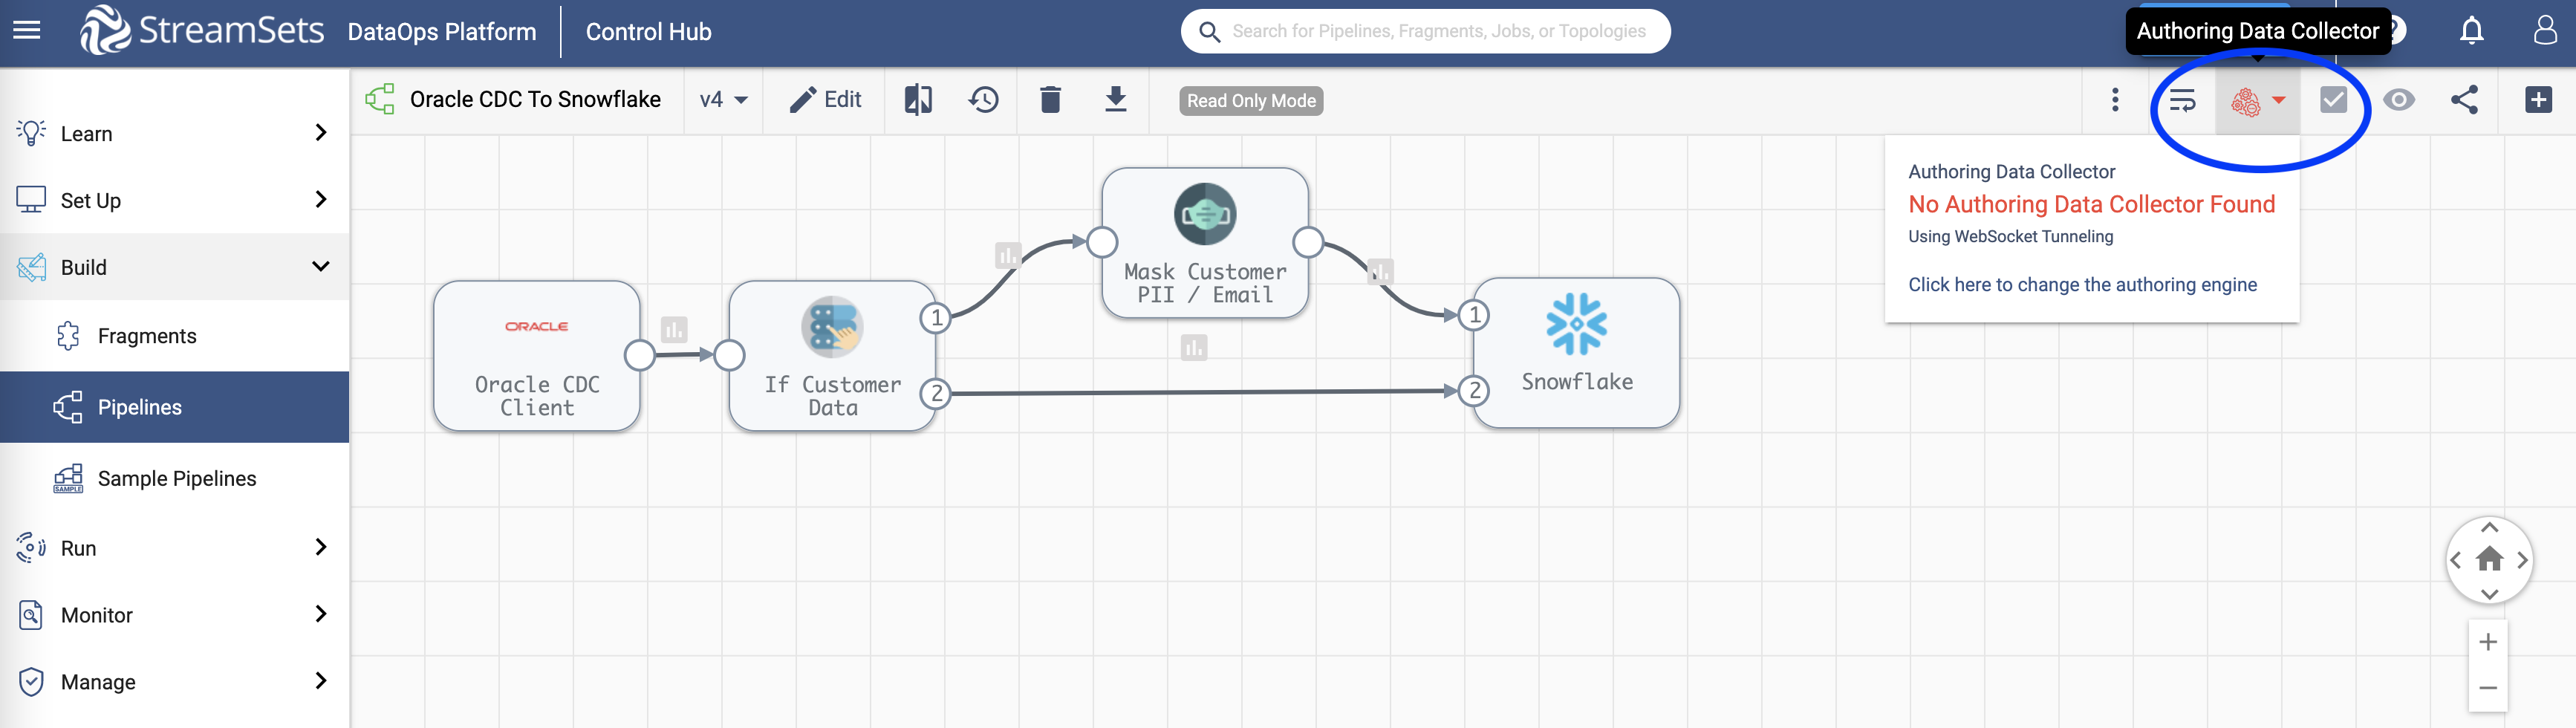 StreamSets DataOps Platform Control Hub
Search for Pipelines, Fragments, Jobs, or Topologies
Authoring Data Collector
?
Oracle CDC To Snowflake v4 Edit Read Only Mode
Learn
Set Up
Build
Fragments
Pipelines
Sample Pipelines
SAMPLE
Run
Monitor
Manage
Authoring Data Collector
No Authoring Data Collector Found
Using WebSocket Tunneling
Click here to change the authoring engine
ORACLE
Oracle CDC
Client
If Customer
Data
1
2
Mask Customer
PII / Email
1
2
Snowflake